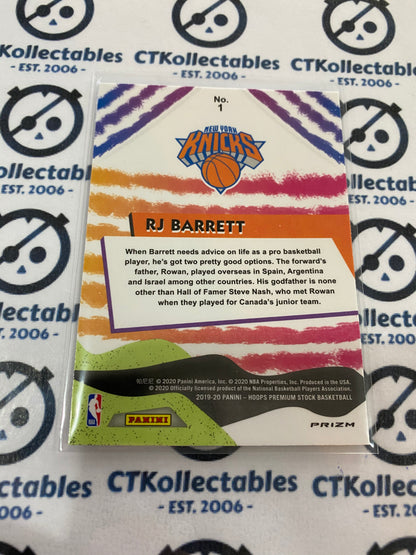 CTKollectables
CTKollectables
- EST. 2006 -
- EST. 2006 -
No.
1
NEW YORK
KNICKS
RJ BARRETT
When Barrett needs advice on life as a pro basketball
player, he's got two pretty good options. The forward's
father, Rowan, played overseas in Spain, Argentina
and Israel among other countries. His godfather is none
other than Hall of Famer Steve Nash, who met Rowan
when they played for Canada's junior team.
帕尼尼 © 2020 Panini America, Inc. © 2020 NBA Properties, Inc. Produced in the USA.
© 2020 Officially licensed product of the National Basketball Players Association.
2019-20 PANINI - HOOPS PREMIUM STOCK BASKETBALL
NBA
PANINI
PRIZM
CTKollectables
CTKollectables
CTKollectables
- EST. 2006 -
- EST. 2006 -
- EST. 2006 -